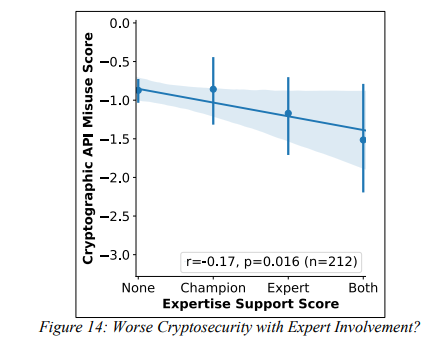 0.0
−0.5
−1.0
−1.5
−2.0
−2.5
−3.0
Cryptographic API Misuse Score
r=-0.17, p=0.016 (n=212)
None Champion Expert Both
Expertise Support Score
Figure 14: Worse Cryptosecurity with Expert Involvement?